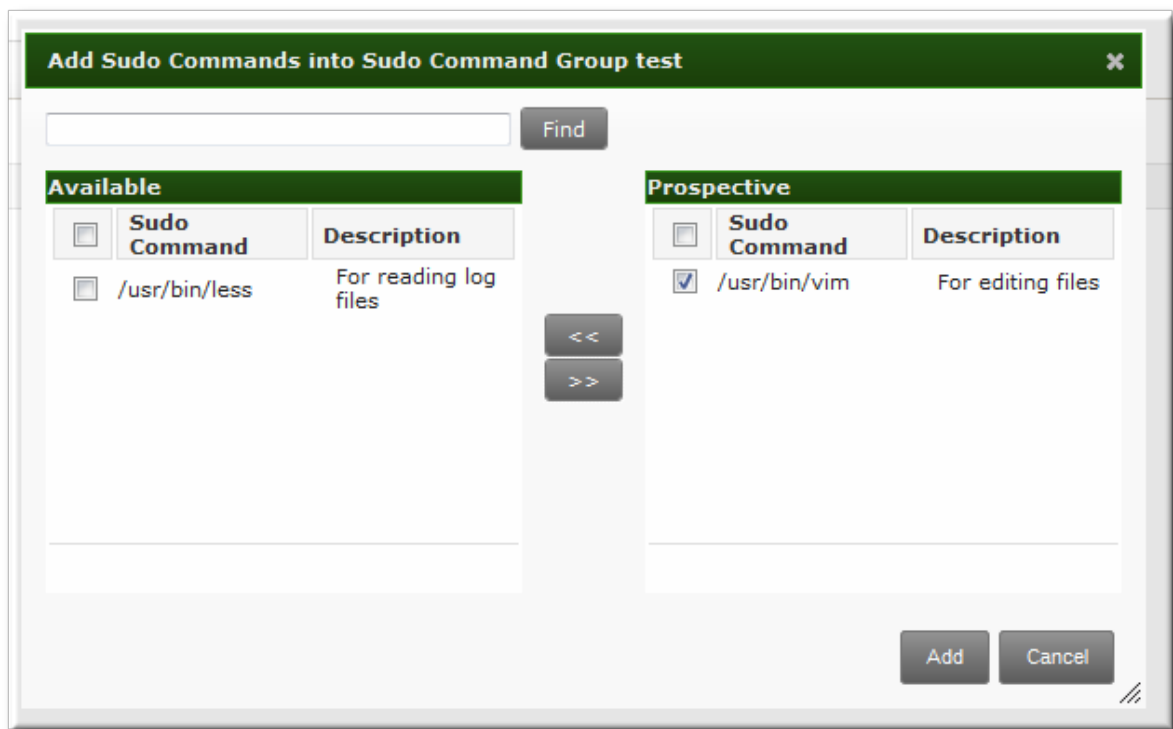 Add Sudo Commands into Sudo Command Group test
Find
Available
Sudo
Command
Description
/usr/bin/less
For reading log
files
<<
>>
Prospective
Sudo
Command
Description
/usr/bin/vim
For editing files
Add
Cancel